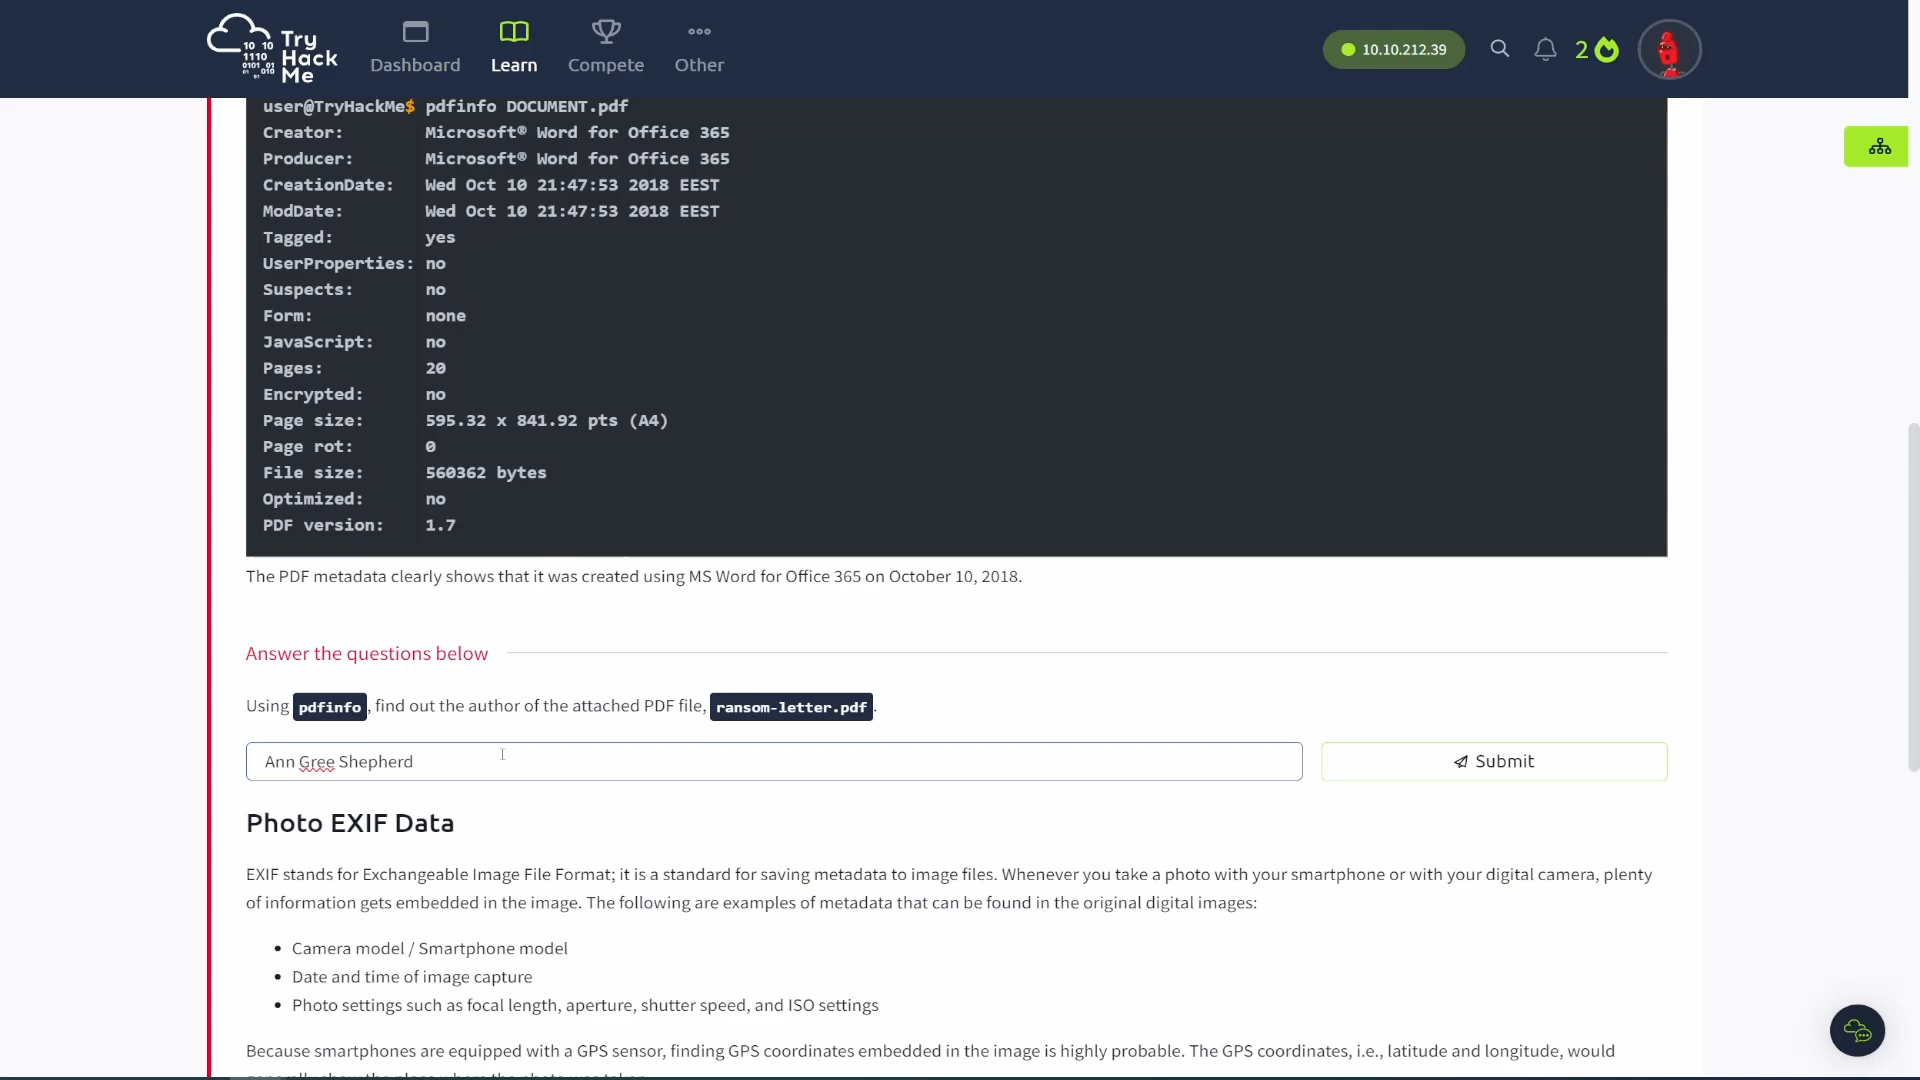 Try Hack Me
Dashboard
Learn
Compete
Other
10.10.212.39
2
user@TryHackMe$ pdfinfo DOCUMENT.pdf
Creator: Microsoft® Word for Office 365
Producer: Microsoft® Word for Office 365
CreationDate: Wed Oct 10 21:47:53 2018 EEST
ModDate: Wed Oct 10 21:47:53 2018 EEST
Tagged: yes
UserProperties: no
Suspects: no
Form: none
JavaScript: no
Pages: 20
Encrypted: no
Page size: 595.32 x 841.92 pts (A4)
Page rot: 0
File size: 560362 bytes
Optimized: no
PDF version: 1.7
The PDF metadata clearly shows that it was created using MS Word for Office 365 on October 10, 2018.
Answer the questions below
Using pdfinfo, find out the author of the attached PDF file, ransom-letter.pdf.
Ann Gree Shepherd
Submit
Photo EXIF Data
EXIF stands for Exchangeable Image File Format; it is a standard for saving metadata to image files. Whenever you take a photo with your smartphone or with your digital camera, plenty
of information gets embedded in the image. The following are examples of metadata that can be found in the original digital images:
• Camera model / Smartphone model
• Date and time of image capture
• Photo settings such as focal length, aperture, shutter speed, and ISO settings
Because smartphones are equipped with a GPS sensor, finding GPS coordinates embedded in the image is highly probable. The GPS coordinates, i.e., latitude and longitude, would